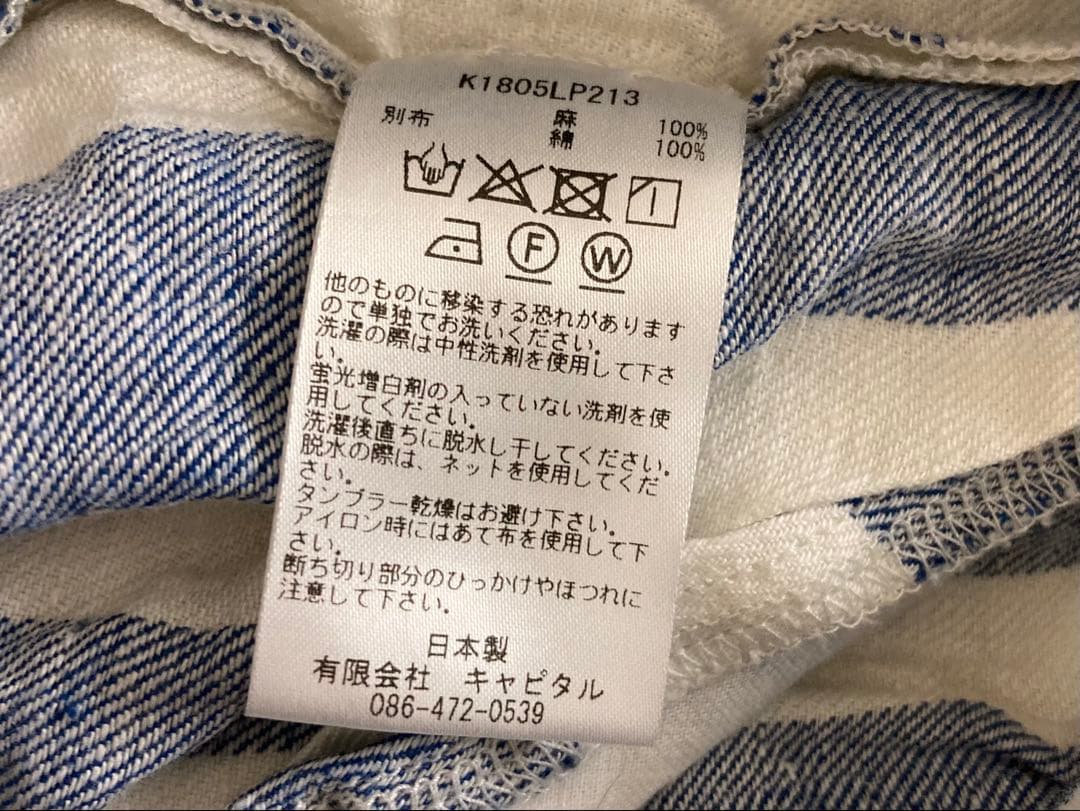 K1805LP213
麻 100%
別布 綿 100%
F W
他のものに移染する恐れがあります
ので単独でお洗いください。
洗濯の際は中性洗剤を使用して下さ
い。
蛍光増白剤の入っていない洗剤を使
用してください。
洗濯後直ちに脱水し干してください。
脱水の際は、ネットを使用してくだ
さい。
タンブラー乾燥はお避け下さい。
アイロン時にはあて布を使用して下
さい。
断ち切り部分のひっかけやほつれに
注意して下さい。
日本製
有限会社 キャピタル
086-472-0539